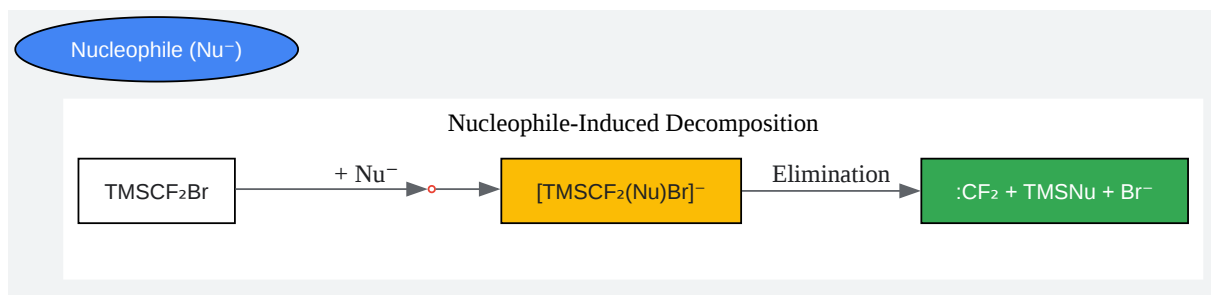 Nucleophile (Nu⁻)
Nucleophile-Induced Decomposition
TMSCF₂Br
+ Nu⁻
[TMSCF₂(Nu)Br]⁻
Elimination
:CF₂ + TMSNu + Br⁻